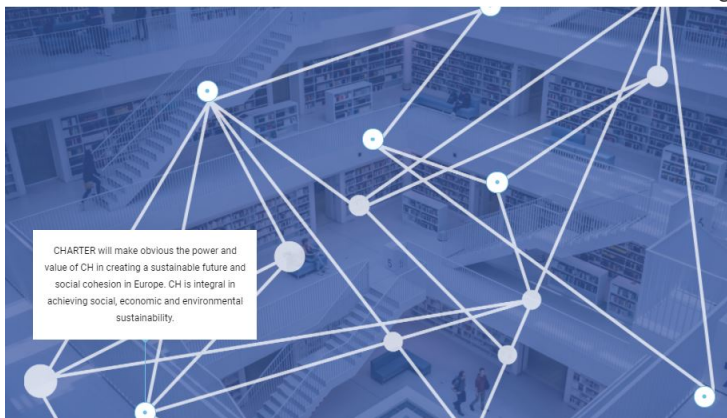 CHARTER will make obvious the power and
value of CH in creating a sustainable future and
social cohesion in Europe. CH is integral in
achieving social, economic and environmental
sustainability.